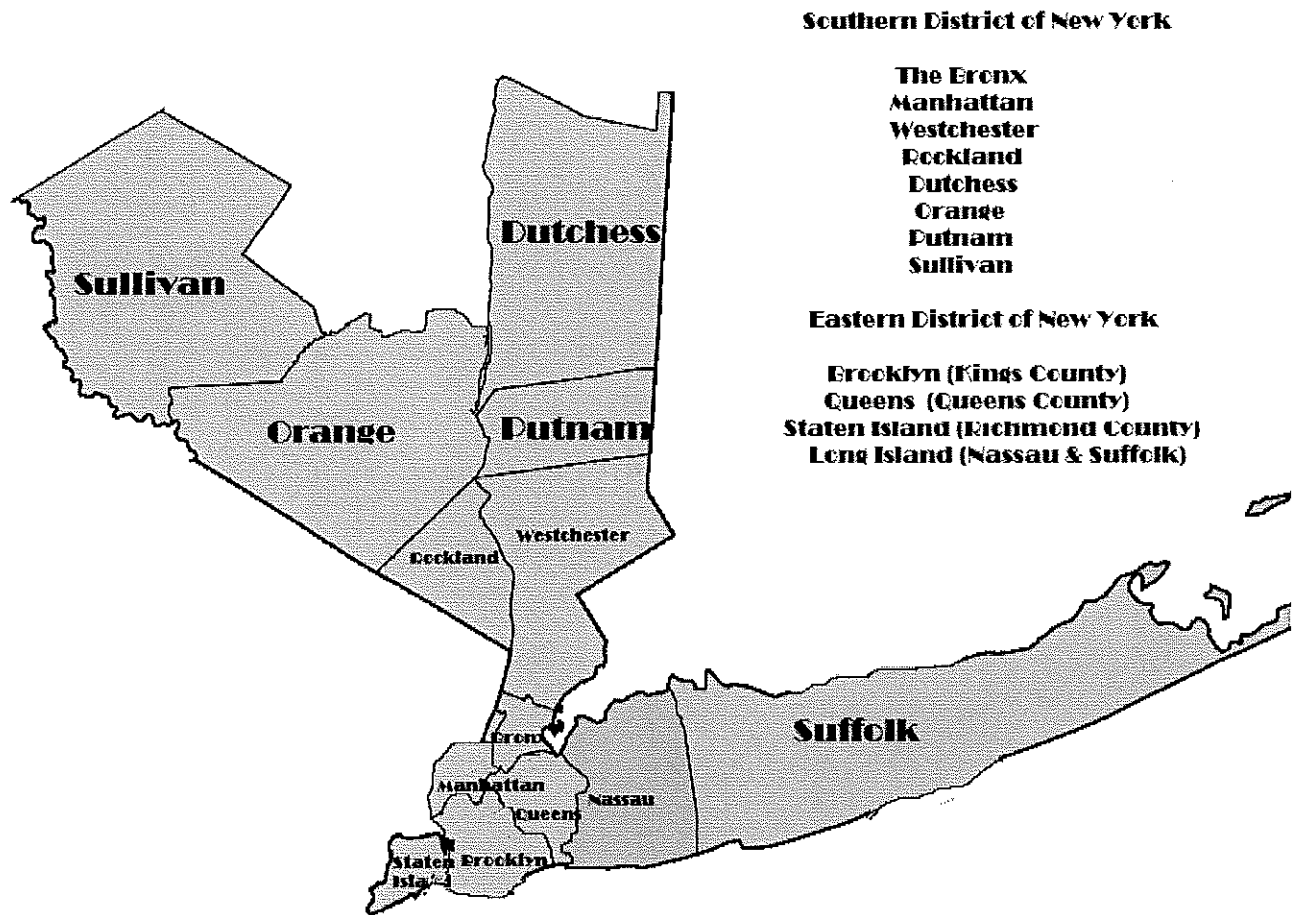 Southern District of New York
The Bronx
Manhattan
Westchester
Rockland
Dutchess
Orange
Putnam
Sullivan
Eastern District of New York
Brooklyn (Kings County)
Queens (Queens County)
Staten Island (Richmond County)
Long Island (Nassau & Suffolk)
Dutchess
Sullivan
Orange
Putnam
Westchester
Rockland
Suffolk
Bronx
Manhattan
Nassau
Queens
Staten
Brooklyn